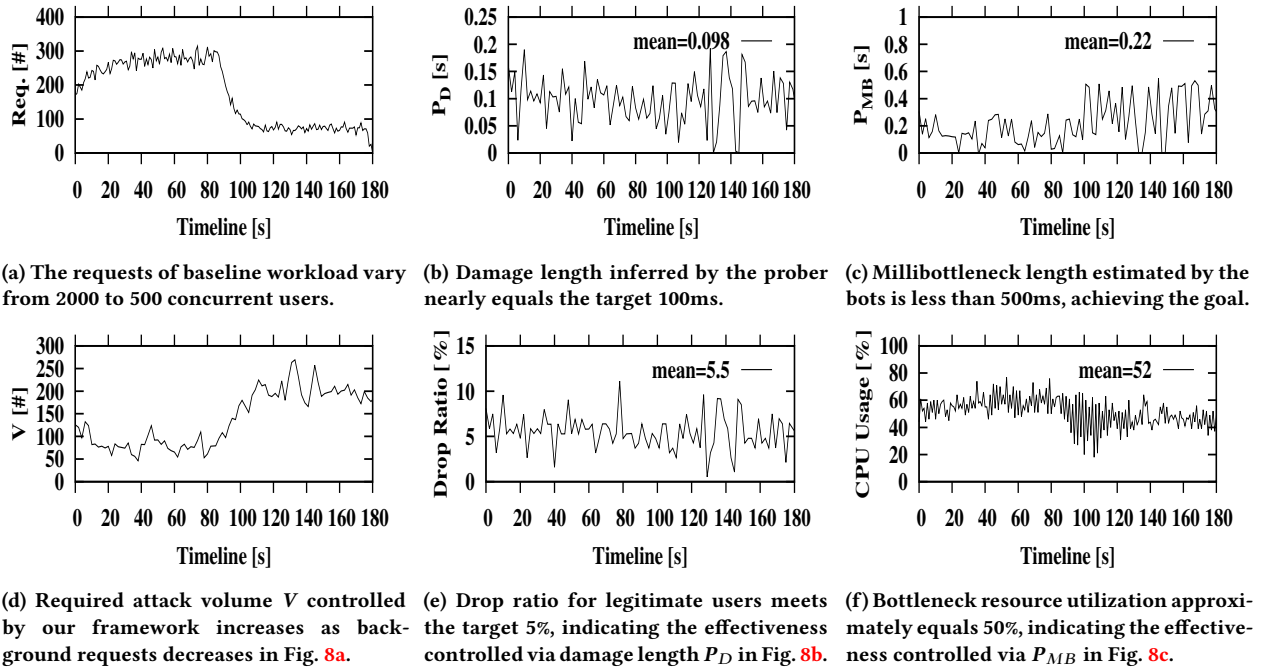 400
300
200
100
0
Req. [#]
0 20 40 60 80 100 120 140 160 180
Timeline [s]
(a) The requests of baseline workload vary
from 2000 to 500 concurrent users.
0.25
0.2
0.15
0.1
0.05
0
P_D [s]
mean=0.098
0 20 40 60 80 100 120 140 160 180
Timeline [s]
(b) Damage length inferred by the prober
nearly equals the target 100ms.
1
0.8
0.6
0.4
0.2
0
P_MB [s]
mean=0.22
0 20 40 60 80 100 120 140 160 180
Timeline [s]
(c) Millibottleneck length estimated by the
bots is less than 500ms, achieving the goal.
300
250
200
150
100
50
0
V [#]
0 20 40 60 80 100 120 140 160 180
Timeline [s]
(d) Required attack volume V controlled
by our framework increases as back-
ground requests decreases in Fig. 8a.
15
10
5
0
Drop Ratio [%]
mean=5.5
0 20 40 60 80 100 120 140 160 180
Timeline [s]
(e) Drop ratio for legitimate users meets
the target 5%, indicating the effectiveness
controlled via damage length P_D in Fig. 8b.
100
80
60
40
20
0
CPU Usage [%]
mean=52
0 20 40 60 80 100 120 140 160 180
Timeline [s]
(f) Bottleneck resource utilization approxi-
mately equals 50%, indicating the effective-
ness controlled via P_MB in Fig. 8c.